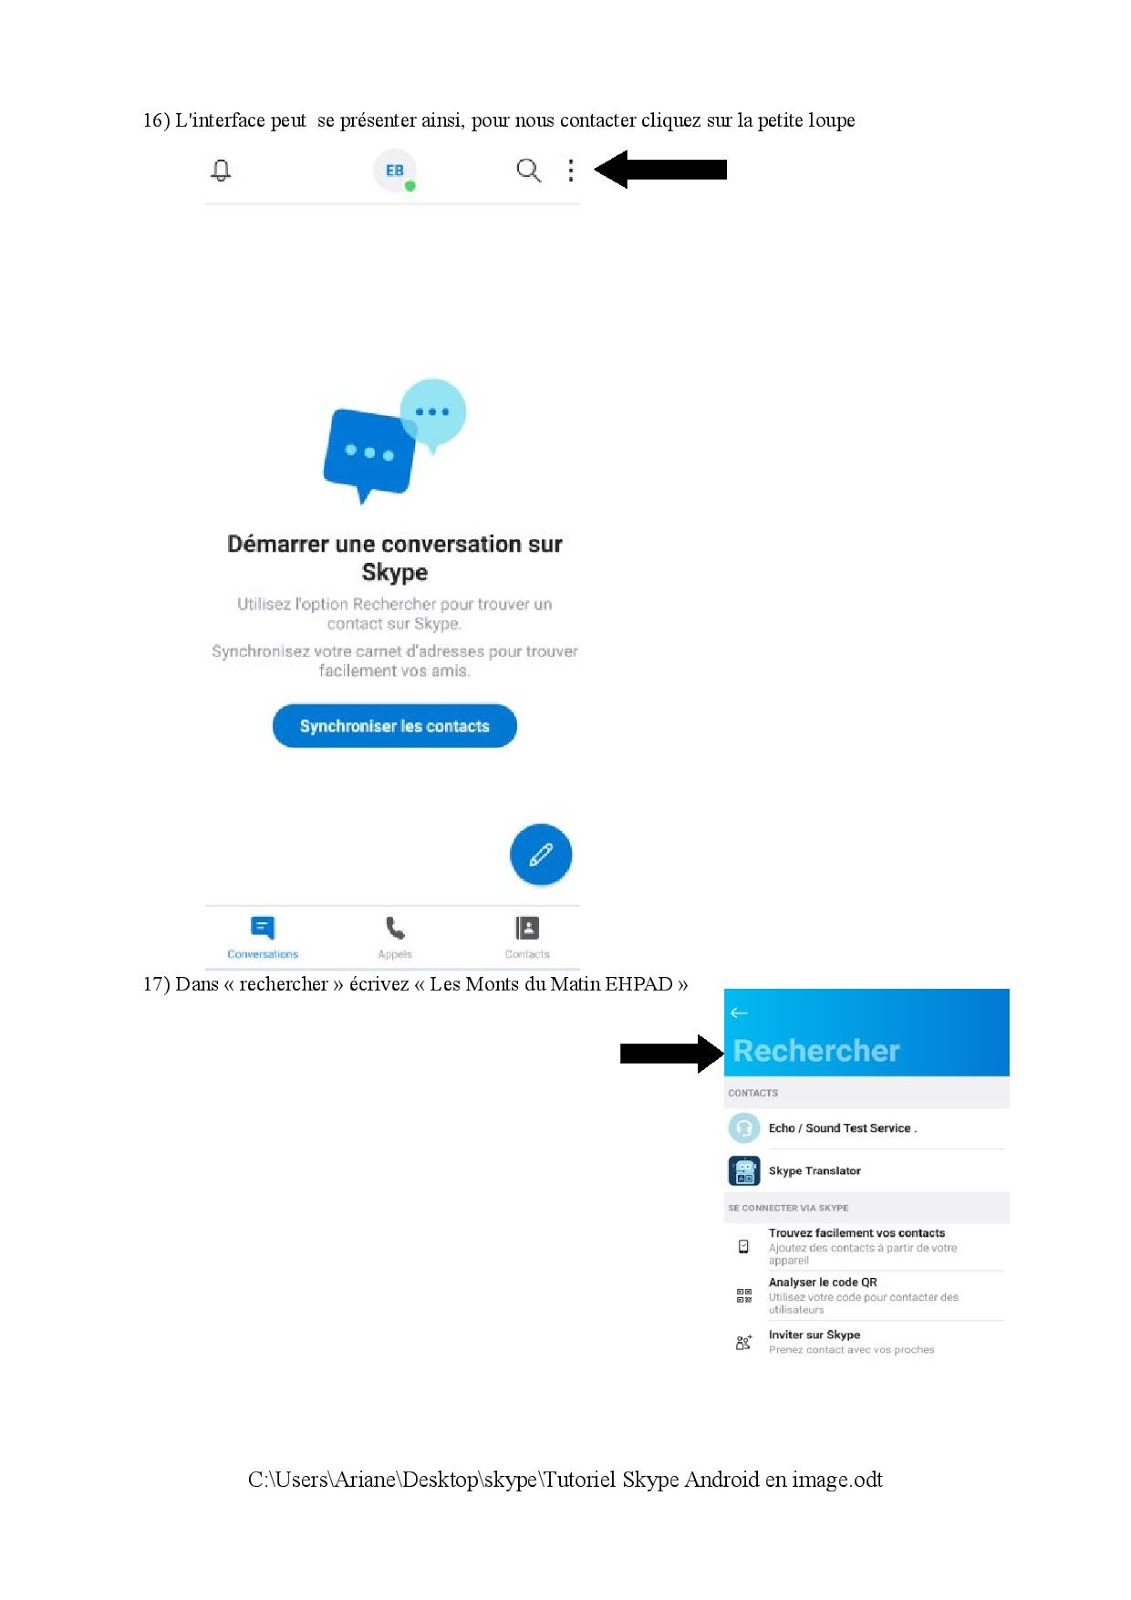 16) L'interface peut  se présenter ainsi, pour nous contacter cliquez sur la petite loupe
EB
Démarrer une conversation sur
Skype
Utilisez l'option Rechercher pour trouver un
contact sur Skype.
Synchronisez votre carnet d'adresses pour trouver
facilement vos amis.
Synchroniser les contacts
Conversations
Appels
Contacts
17) Dans « rechercher » écrivez « Les Monts du Matin EHPAD »
Rechercher
CONTACTS
Echo / Sound Test Service .
Skype Translator
SE CONNECTER VIA SKYPE
Trouvez facilement vos contacts
Ajoutez des contacts à partir de votre
appareil
Analyser le code QR
Utilisez votre code pour contacter des
utilisateurs
Inviter sur Skype
Prenez contact avec vos proches
C:\Users\Ariane\Desktop\skype\Tutoriel Skype Android en image.odt